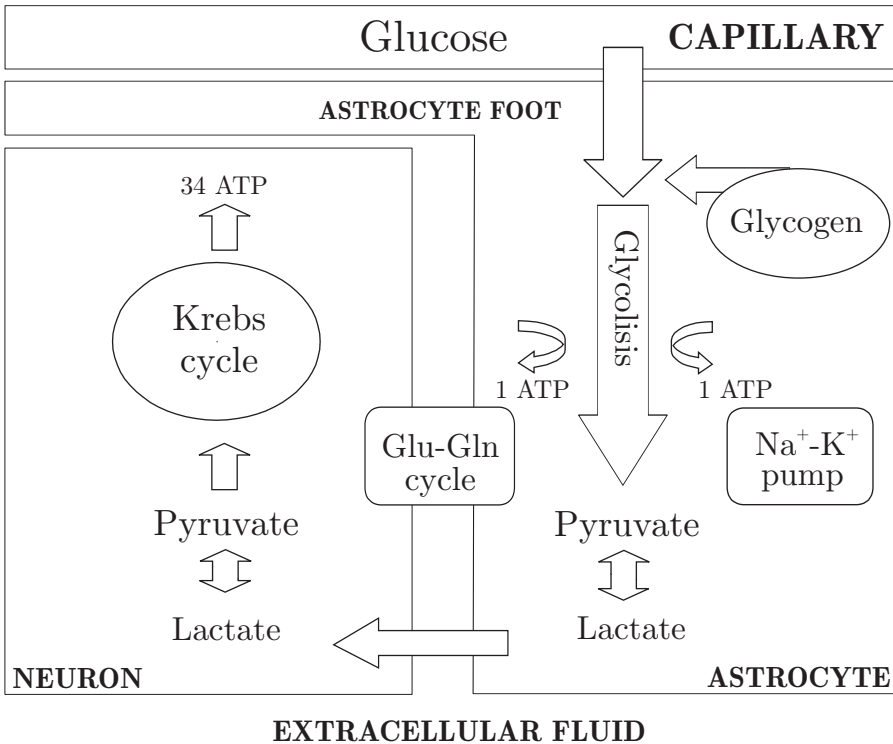 Glucose
CAPILLARY
ASTROCYTE FOOT
34 ATP
Glycogen
Glycolisis
Krebs
cycle
1 ATP
1 ATP
Glu-Gln
cycle
Na⁺-K⁺
pump
Pyruvate
Pyruvate
Lactate
Lactate
NEURON
ASTROCYTE
EXTRACELLULAR FLUID